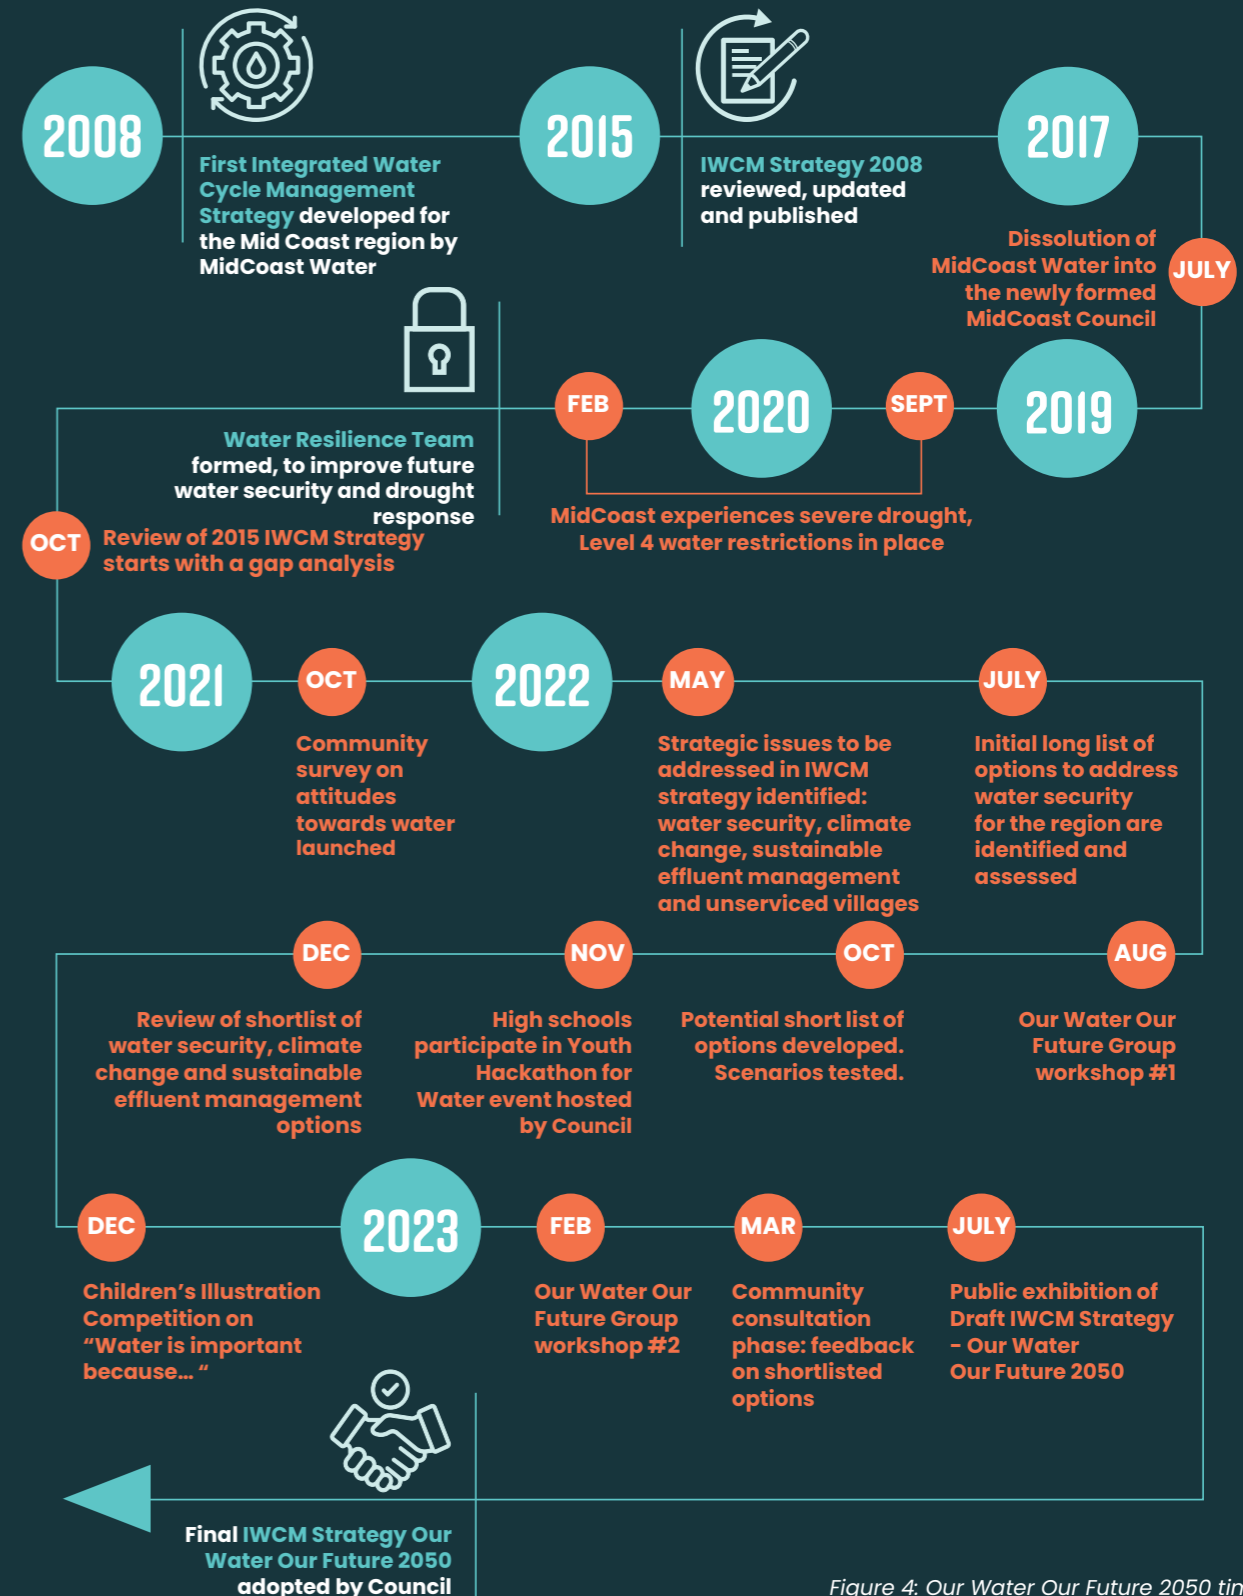 2008
First Integrated Water
Cycle Management
Strategy developed for
the Mid Coast region by
MidCoast Water
2015
IWCM Strategy 2008
reviewed, updated
and published
2017
JULY
Dissolution of
MidCoast Water into
the newly formed
MidCoast Council
2019
SEPT
2020
FEB
MidCoast experiences severe drought,
Level 4 water restrictions in place
Water Resilience Team
formed, to improve future
water security and drought
response
OCT
Review of 2015 IWCM Strategy
starts with a gap analysis
2021
OCT
Community
survey on
attitudes
towards water
launched
2022
MAY
Strategic issues to be
addressed in IWCM
strategy identified:
water security, climate
change, sustainable
effluent management
and unserviced villages
JULY
Initial long list of
options to address
water security
for the region are
identified and
assessed
AUG
Our Water Our
Future Group
workshop #1
OCT
Potential short list of
options developed.
Scenarios tested.
NOV
High schools
participate in Youth
Hackathon for
Water event hosted
by Council
DEC
Review of shortlist of
water security, climate
change and sustainable
effluent management
options
DEC
Children’s Illustration
Competition on
“Water is important
because... “
2023
FEB
Our Water Our
Future Group
workshop #2
MAR
Community
consultation
phase: feedback
on shortlisted
options
JULY
Public exhibition of
Draft IWCM Strategy
- Our Water
Our Future 2050
Final IWCM Strategy Our
Water Our Future 2050
adopted by Council
Figure 4: Our Water Our Future 2050